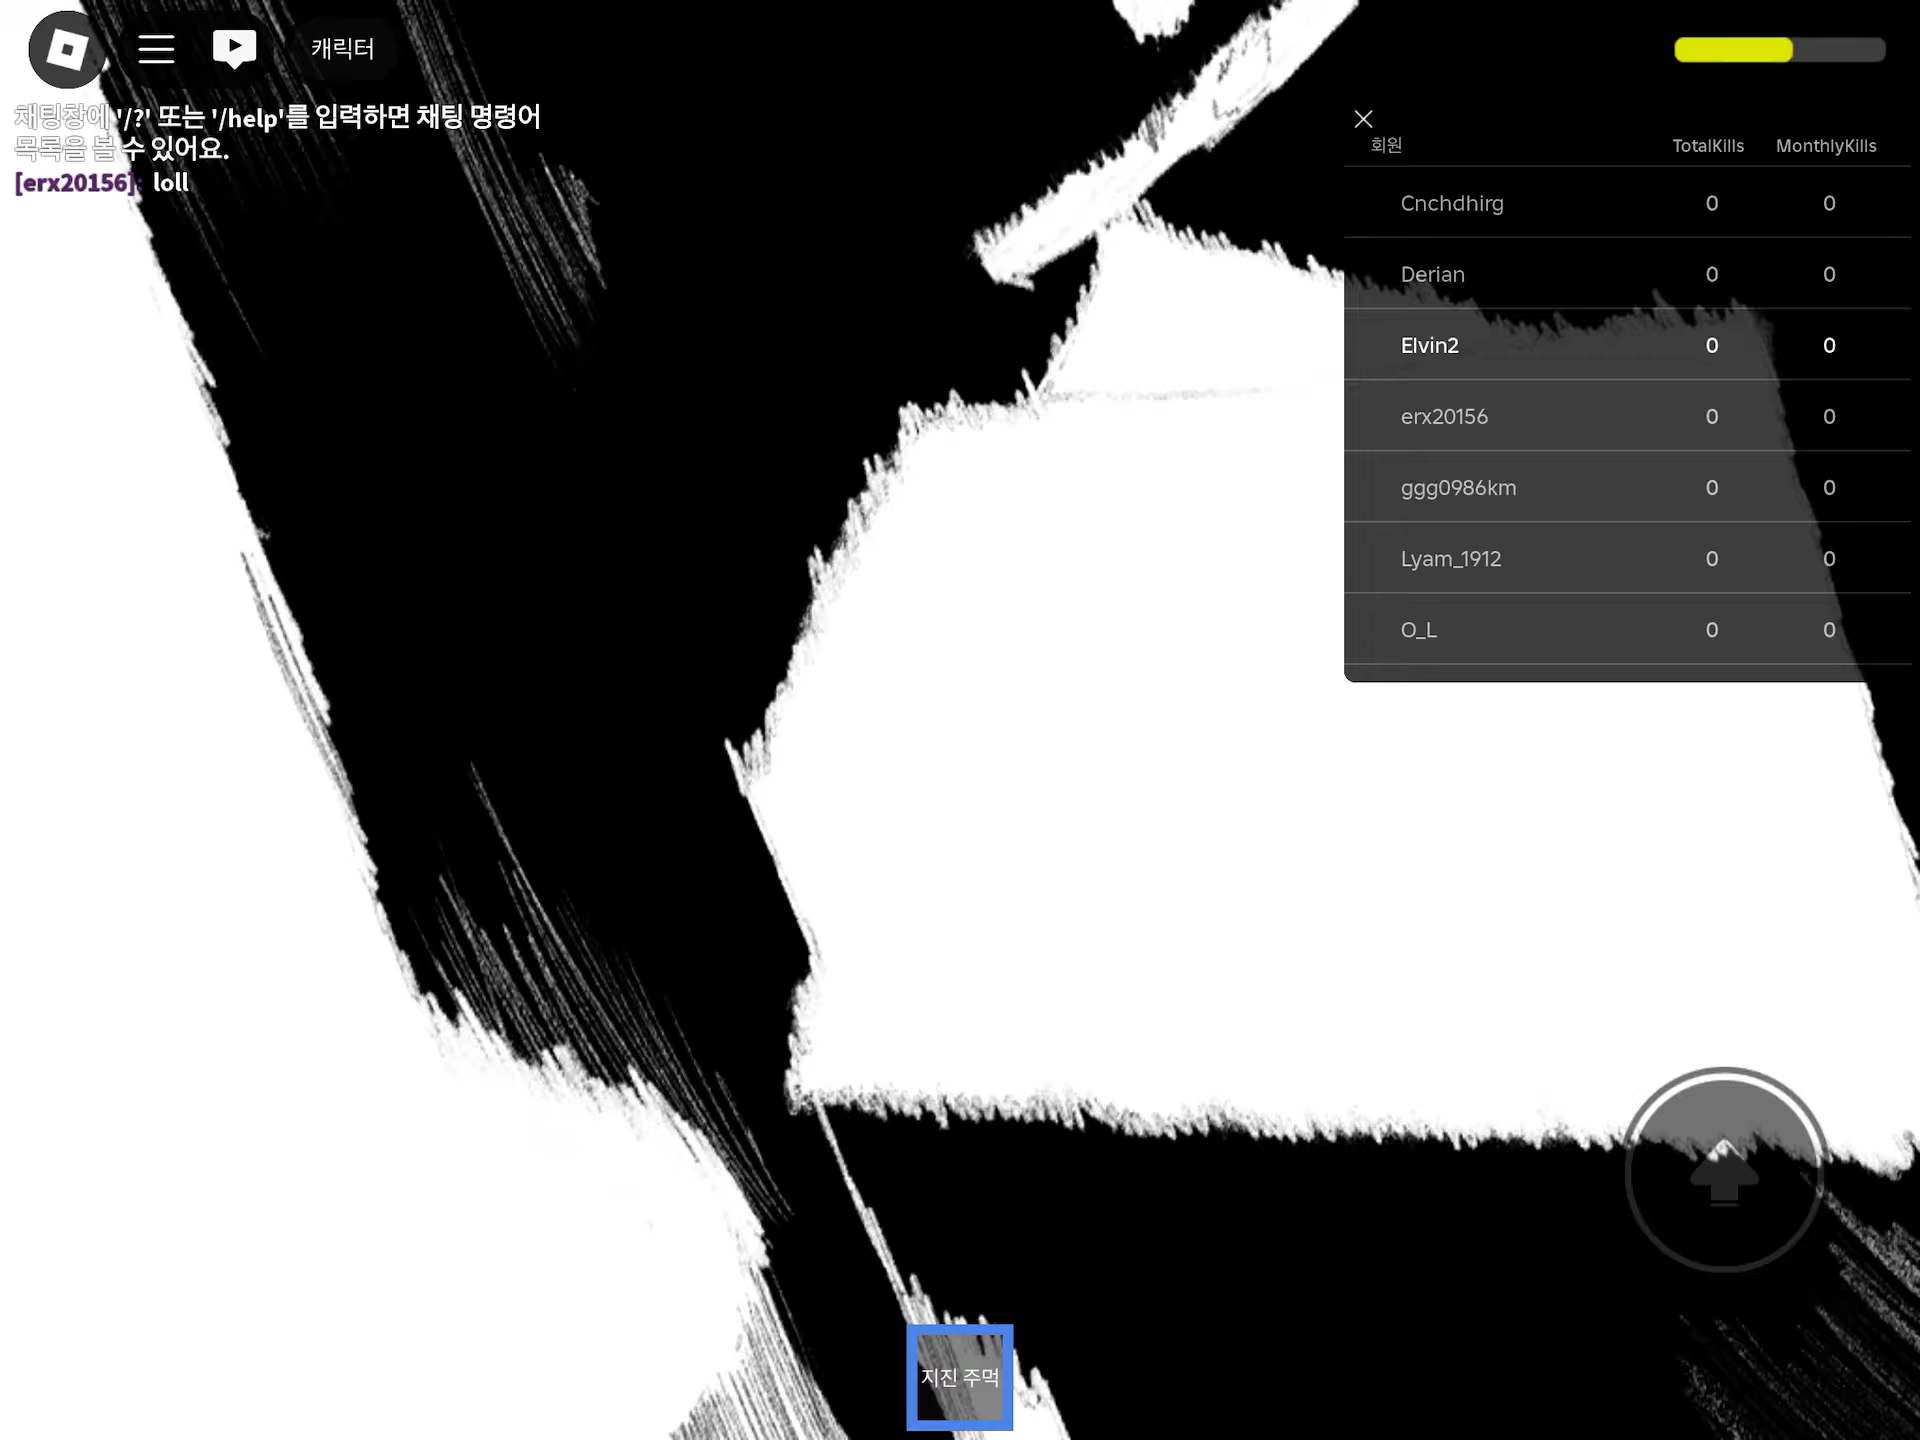 캐릭터
채팅창에 '/?' 또는 '/help'를 입력하면 채팅 명령어
목록을 볼 수 있어요.
[erx20156]: loll
회원 TotalKills MonthlyKills
Cnchdhirg 0 0
Derian 0 0
Elvin2 0 0
erx20156 0 0
ggg0986km 0 0
Lyam_1912 0 0
O_L 0 0
지진 주먹